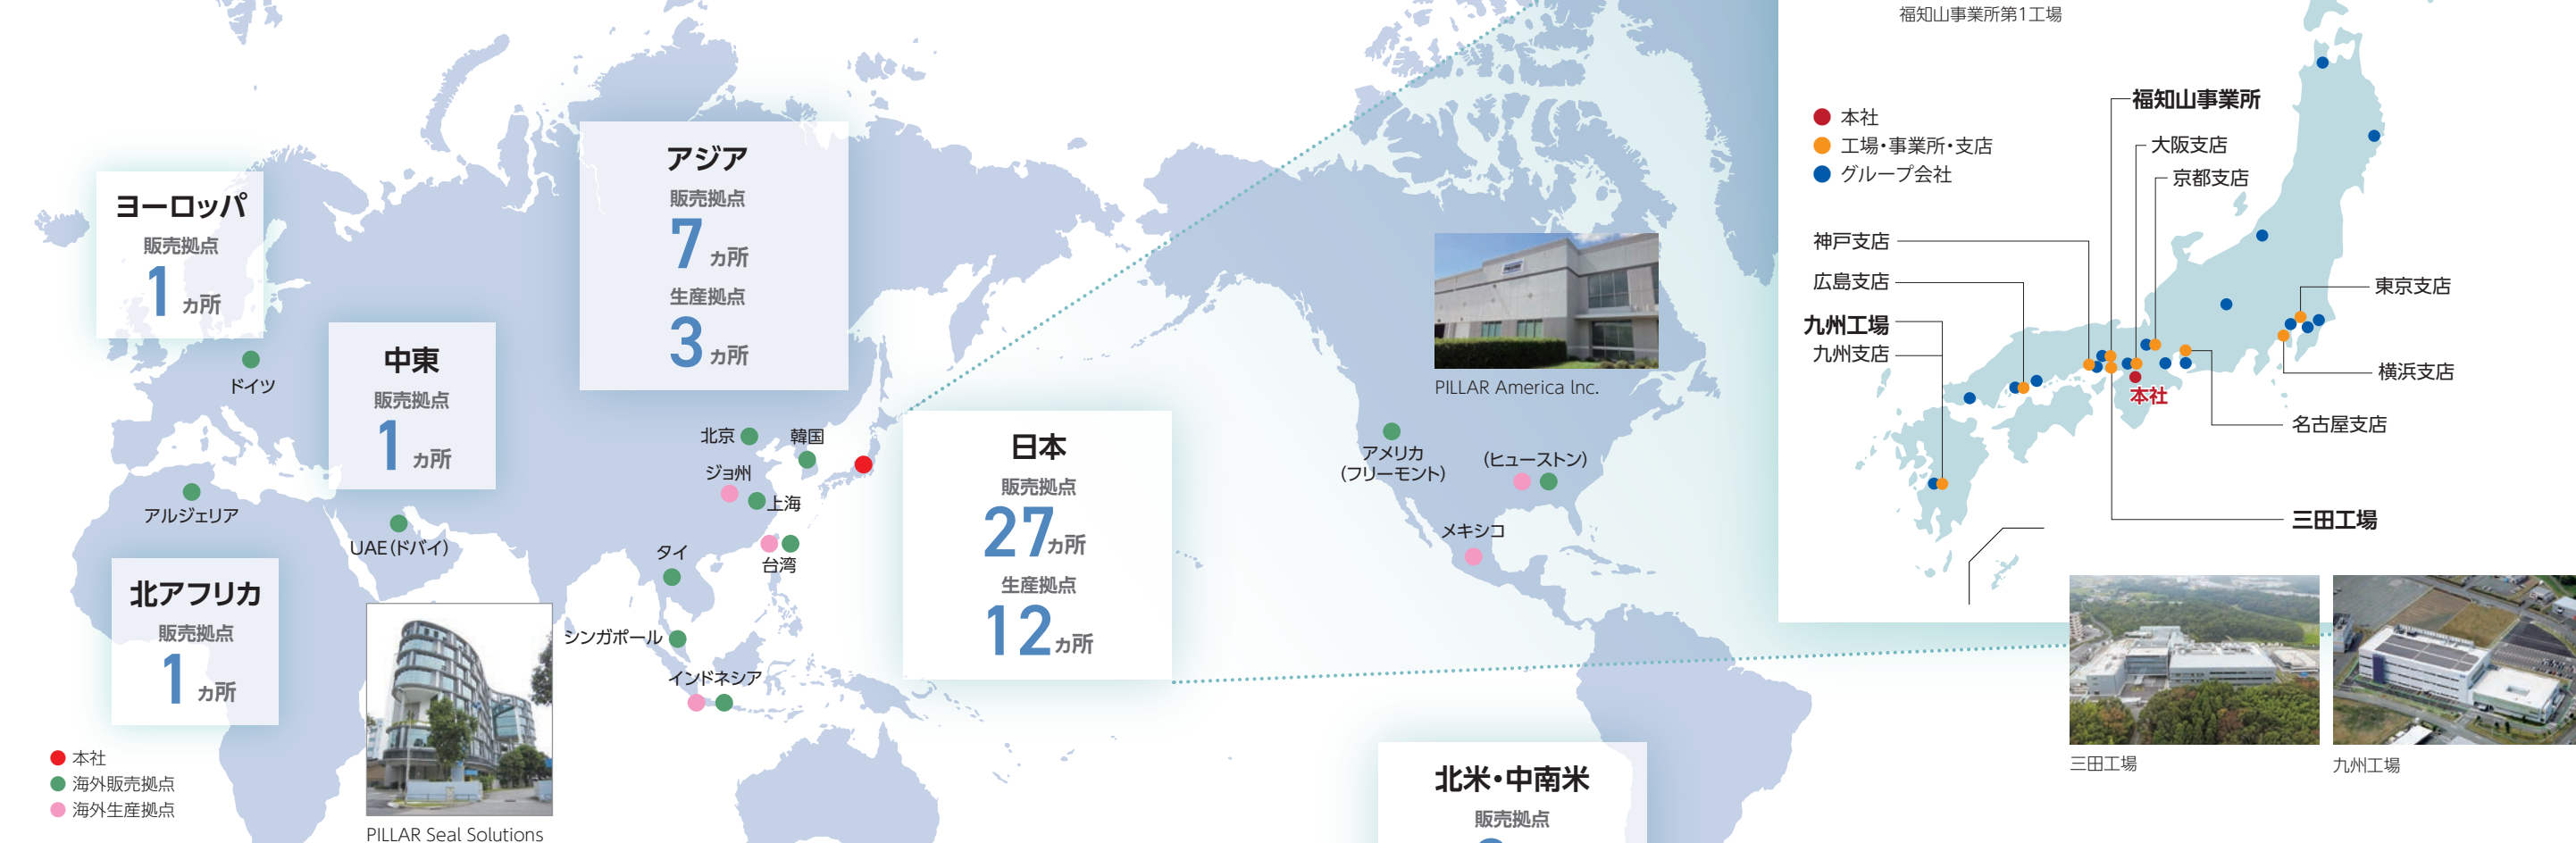 福知山事業所第1工場
本社
工場・事業所・支店
グループ会社
福知山事業所
大阪支店
京都支店
神戸支店
広島支店
九州工場
九州支店
東京支店
横浜支店
本社
名古屋支店
三田工場
三田工場
九州工場
ヨーロッパ
販売拠点
1ヵ所
ドイツ
中東
販売拠点
1ヵ所
アジア
販売拠点
7ヵ所
生産拠点
3ヵ所
北京
韓国
ジョ州
上海
台湾
タイ
シンガポール
インドネシア
アルジェリア
UAE(ドバイ)
北アフリカ
販売拠点
1ヵ所
日本
販売拠点
27ヵ所
生産拠点
12ヵ所
PILLAR America Inc.
アメリカ
(フリーモント)
(ヒューストン)
メキシコ
北米・中南米
販売拠点
本社
海外販売拠点
海外生産拠点
PILLAR Seal Solutions